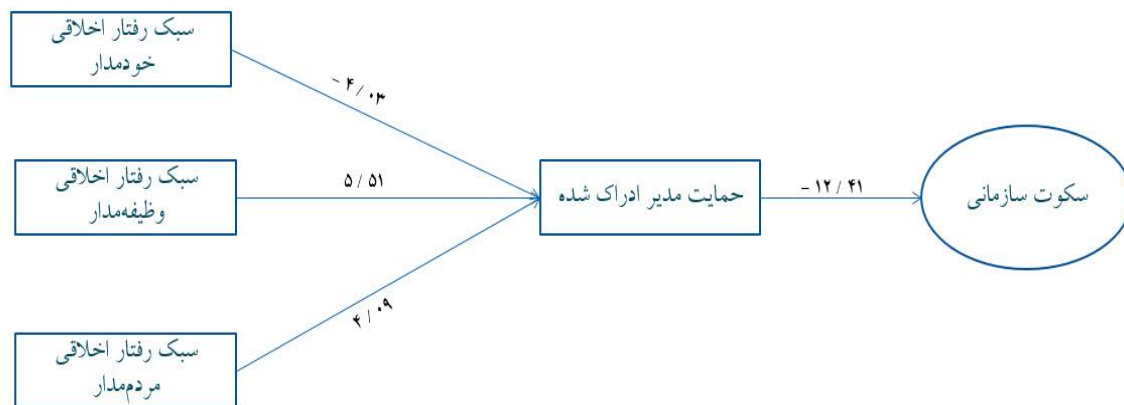 سبک رفتار اخلاقی
خودمدار
- ۴ / ۰۳
سبک رفتار اخلاقی
وظیفه‌مدار
۵ / ۵۱
حمایت مدیر ادراک شده
- ۱۲ / ۴۱
سکوت سازمانی
۴ / ۰۹
سبک رفتار اخلاقی
مردم‌مدار